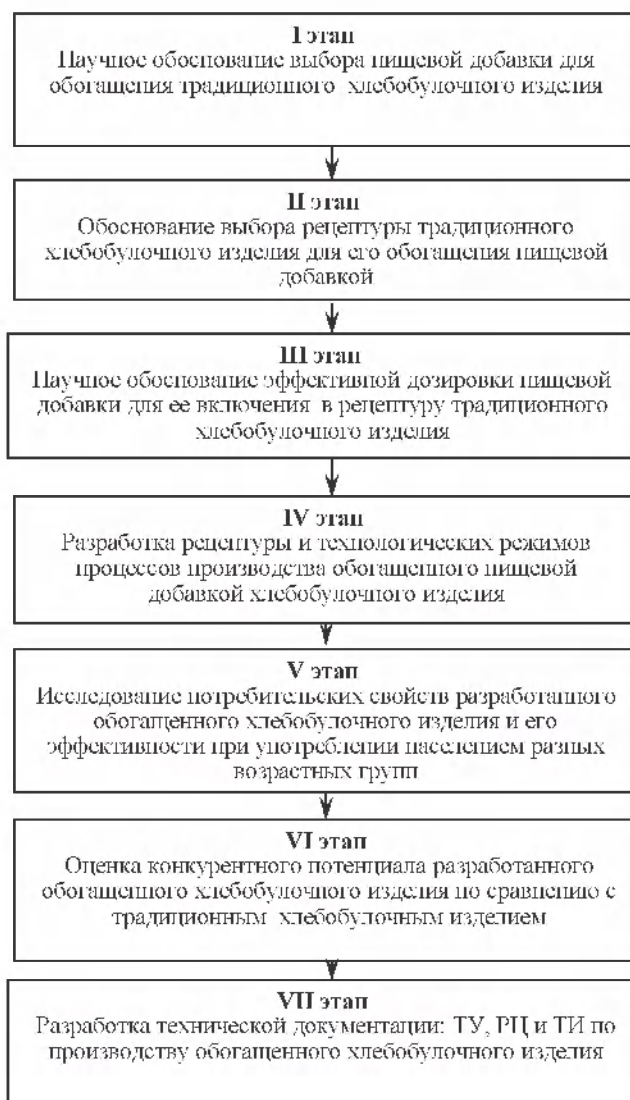 I этап
Научное обоснование выбора пищевой добавки для
обогащения традиционного хлебобулочного изделия
II этап
Обоснование выбора рецептуры традиционного
хлебобулочного изделия для его обогащения пищевой
добавкой
III этап
Научное обоснование эффективной дозировки пищевой
добавки для ее включения в рецептуру традиционного
хлебобулочного изделия
IV этап
Разработка рецептуры и технологических режимов
процессов производства обогащенного пищевой
добавкой хлебобулочного изделия
V этап
Исследование потребительских свойств разработанного
обогащенного хлебобулочного изделия и его
эффективности при употреблении населением разных
возрастных групп
VI этап
Оценка конкурентного потенциала разработанного
обогащенного хлебобулочного изделия по сравнению с
традиционным хлебобулочным изделием
VII этап
Разработка технической документации: ТУ, РЦ и ТИ по
производству обогащенного хлебобулочного изделия